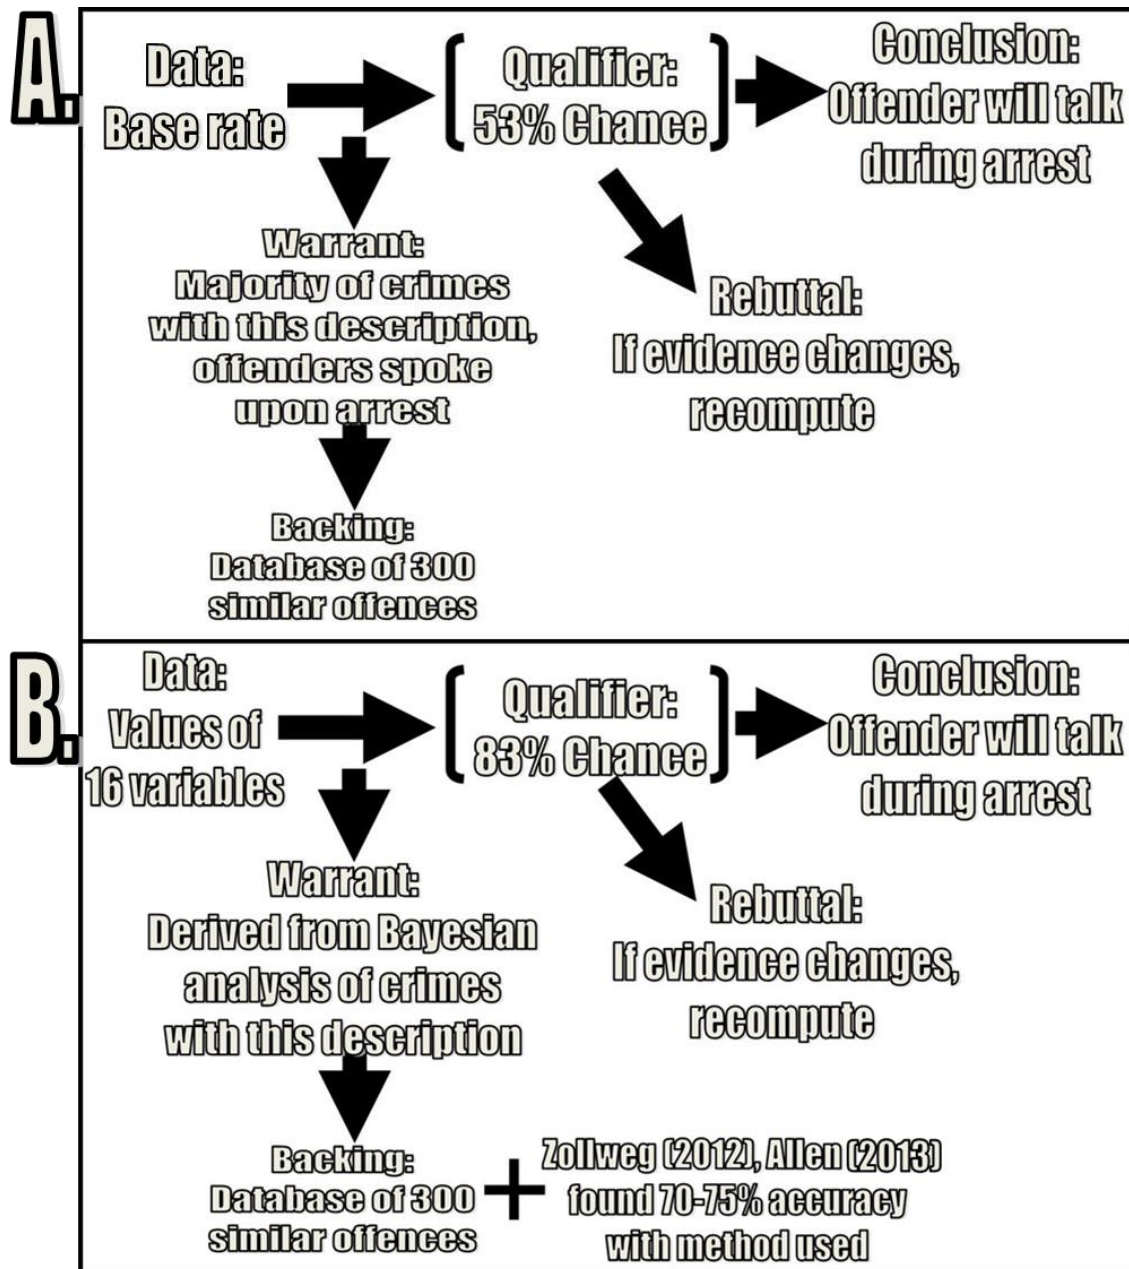 A.
Data:
Base rate
Qualifier:
53% Chance
Conclusion:
Offender will talk
during arrest
Warrant:
Majority of crimes
with this description,
offenders spoke
upon arrest
Rebuttal:
If evidence changes,
recompute
Backing:
Database of 300
similar offences
B.
Data:
Values of
16 variables
Qualifier:
83% Chance
Conclusion:
Offender will talk
during arrest
Warrant:
Derived from Bayesian
analysis of crimes
with this description
Rebuttal:
If evidence changes,
recompute
Backing:
Database of 300
similar offences
+
Zollweg (2012), Allen (2013)
found 70-75% accuracy
with method used